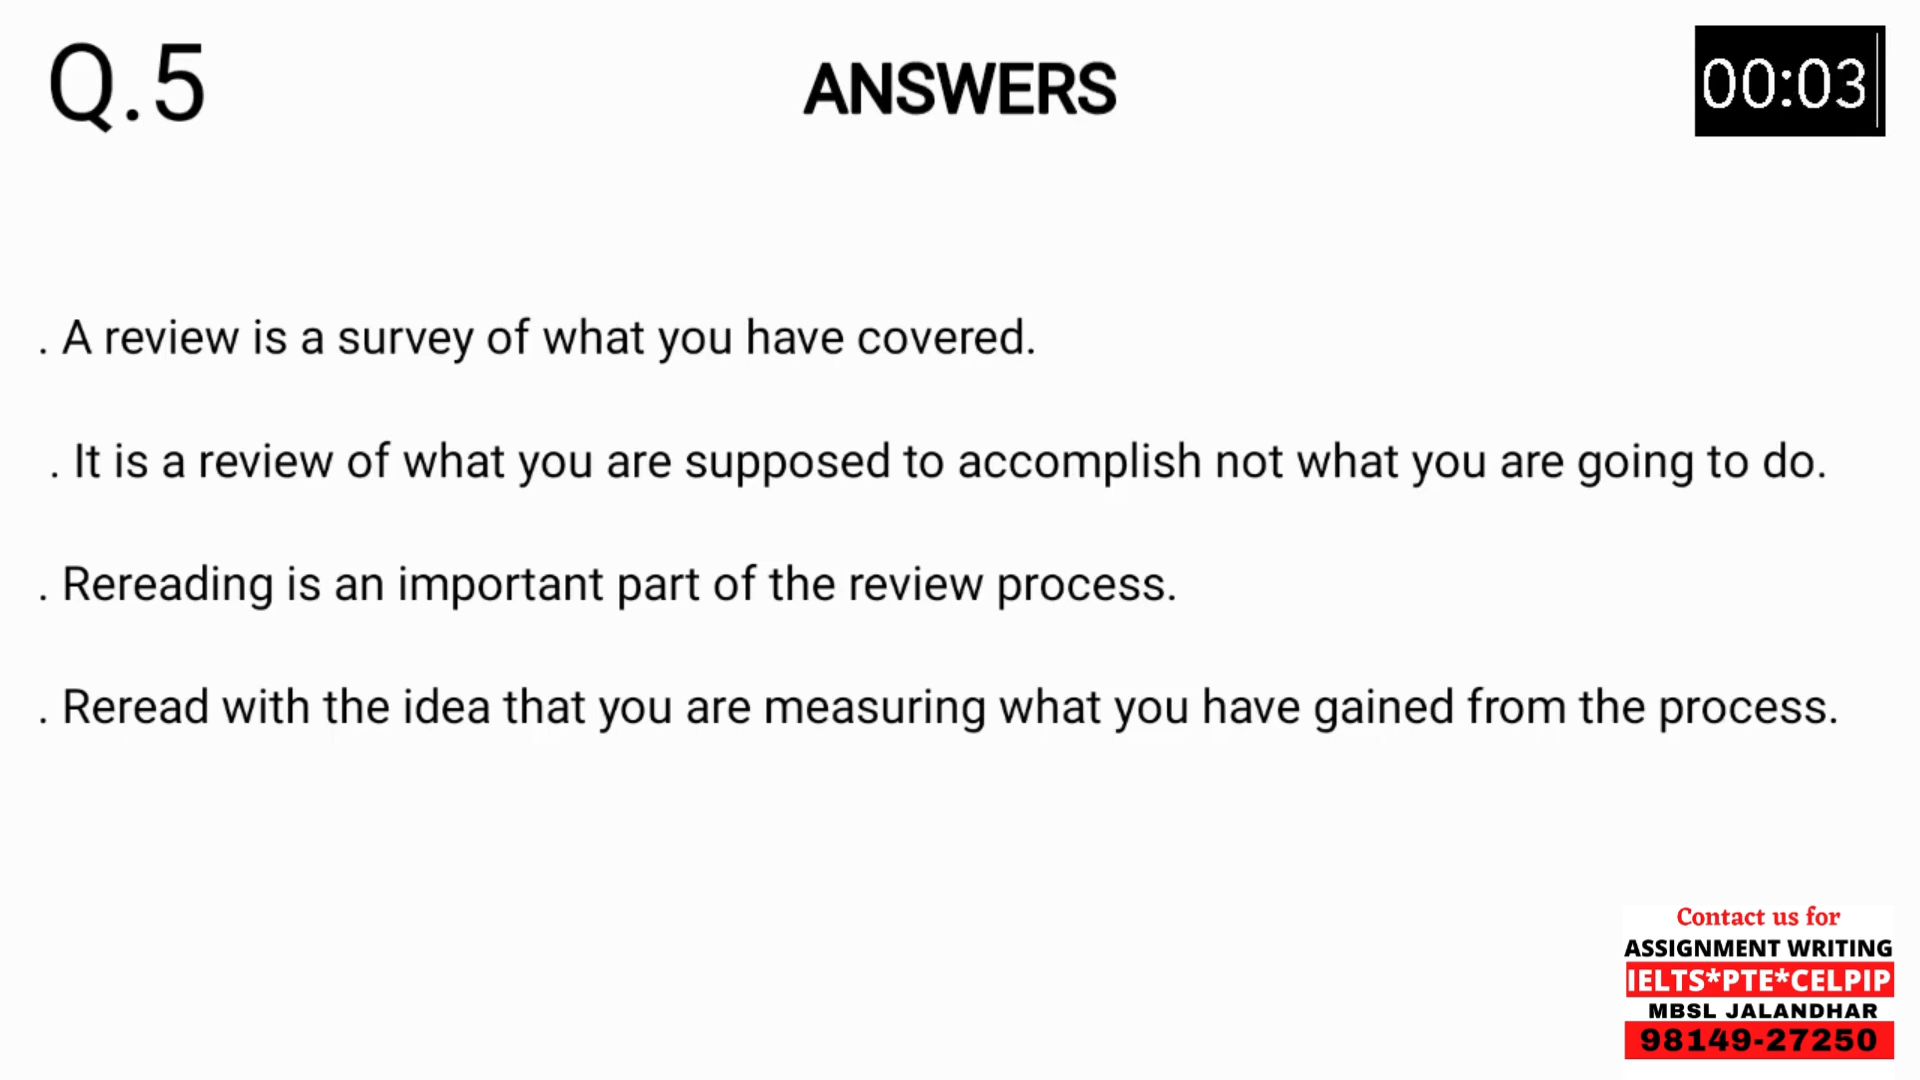 Q.5
ANSWERS
00:03
. A review is a survey of what you have covered.
. It is a review of what you are supposed to accomplish not what you are going to do.
. Rereading is an important part of the review process.
. Reread with the idea that you are measuring what you have gained from the process.
Contact us for
ASSIGNMENT WRITING
IELTS*PTE*CELPIP
MBSL JALANDHAR
98149-27250